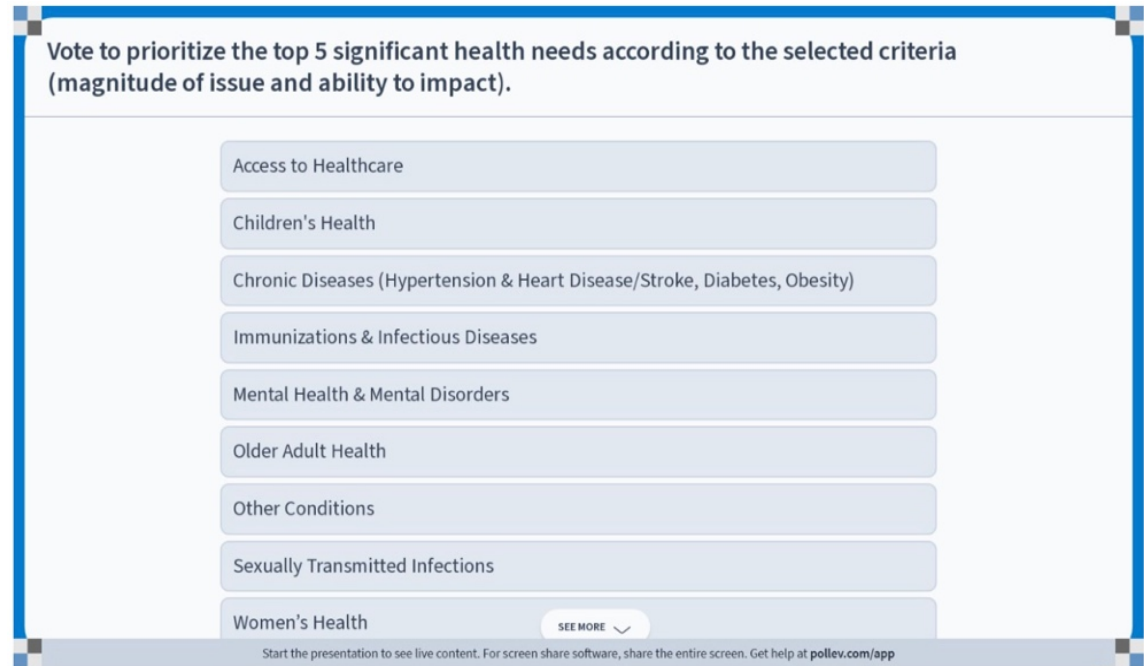 Vote to prioritize the top 5 significant health needs according to the selected criteria
(magnitude of issue and ability to impact).
Access to Healthcare
Children's Health
Chronic Diseases (Hypertension & Heart Disease/Stroke, Diabetes, Obesity)
Immunizations & Infectious Diseases
Mental Health & Mental Disorders
Older Adult Health
Other Conditions
Sexually Transmitted Infections
Women’s Health
SEE MORE
Start the presentation to see live content. For screen share software, share the entire screen. Get help at pollev.com/app